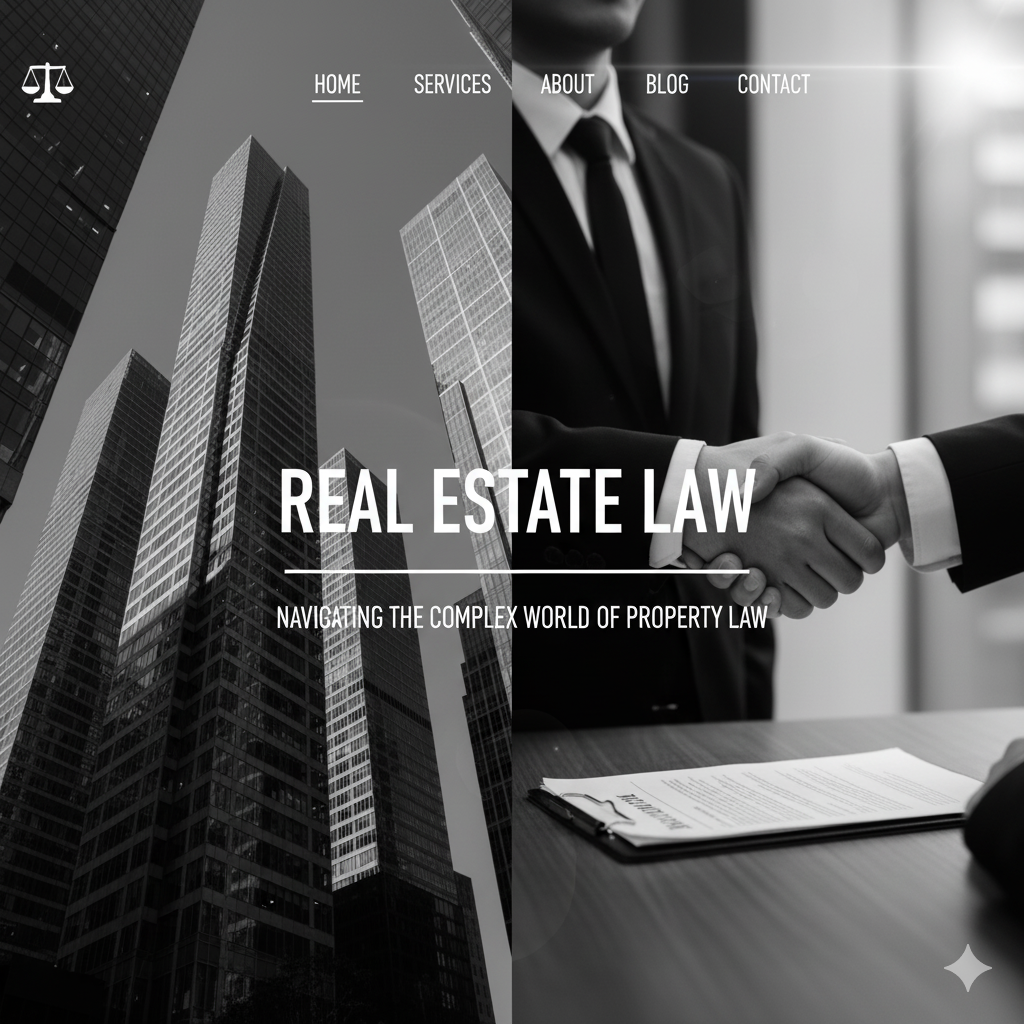 HOME SERVICES ABOUT BLOG CONTACT
REAL ESTATE LAW
NAVIGATING THE COMPLEX WORLD OF PROPERTY LAW